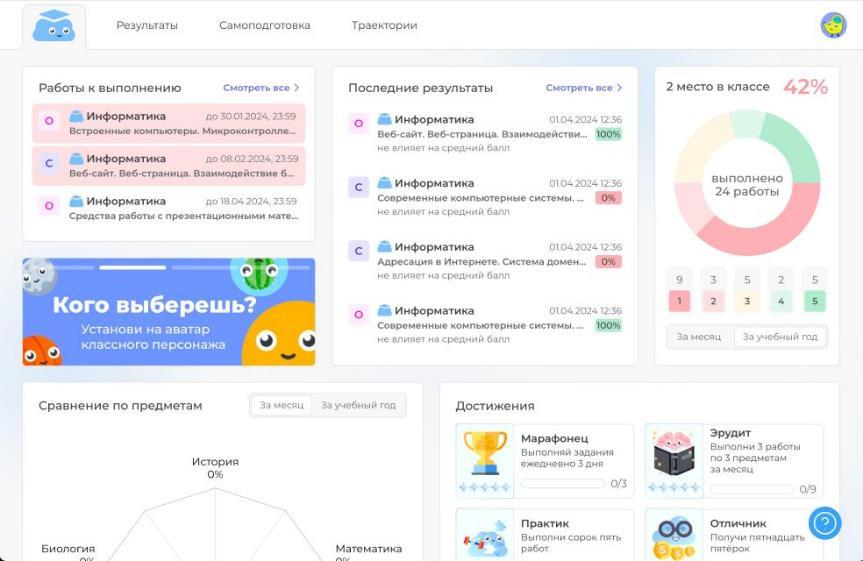 Результаты
Самоподготовка
Траектории
Работы к выполнению
Смотреть все
О
Информатика
до 30.01.2024, 23:59
Встроенные компьютеры. Микроконтролле...
С
Информатика
до 08.02.2024, 23:59
Веб-сайт. Веб-страница. Взаимодействие б...
О
Информатика
до 18.04.2024, 23:59
Средства работы с презентационными мате...
Кого выберешь?
Установи на аватар
классного персонажа
Последние результаты
Смотреть все
О
Информатика
01.04.2024 12:36
Веб-сайт. Веб-страница. Взаимодействи...
100%
не влияет на средний балл
С
Информатика
01.04.2024 12:36
Современные компьютерные системы. ...
0%
не влияет на средний балл
С
Информатика
01.04.2024 12:36
Адресация в Интернете. Система домен...
0%
не влияет на средний балл
О
Информатика
01.04.2024 12:36
Современные компьютерные системы. ...
100%
не влияет на средний балл
2 место в классе
42%
выполнено
24 работы
9 3 5 2 5
1 2 3 4 5
За месяц
За учебный год
Сравнение по предметам
За месяц
За учебный год
История
0%
Биология
0%
Математика
0%
Достижения
Марафонец
Выполняй задания
ежедневно 3 дня
0/3
Эрудит
Выполни 3 работы
по 3 предметам
за месяц
0/9
Практик
Выполни сорок пять
работ
Отличник
Получи пятнадцать
пятёрок
?